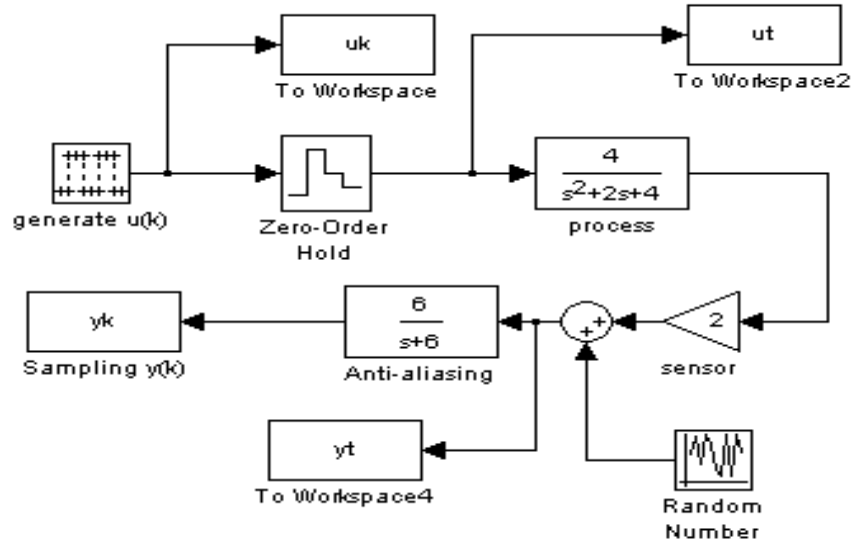 uk
To Workspace
ut
To Workspace2
generate u(k)
Zero-Order
Hold
4
s²+2s+4
process
yk
Sampling y(k)
6
s+6
Anti-aliasing
+
+
2
sensor
yt
To Workspace4
Random
Number